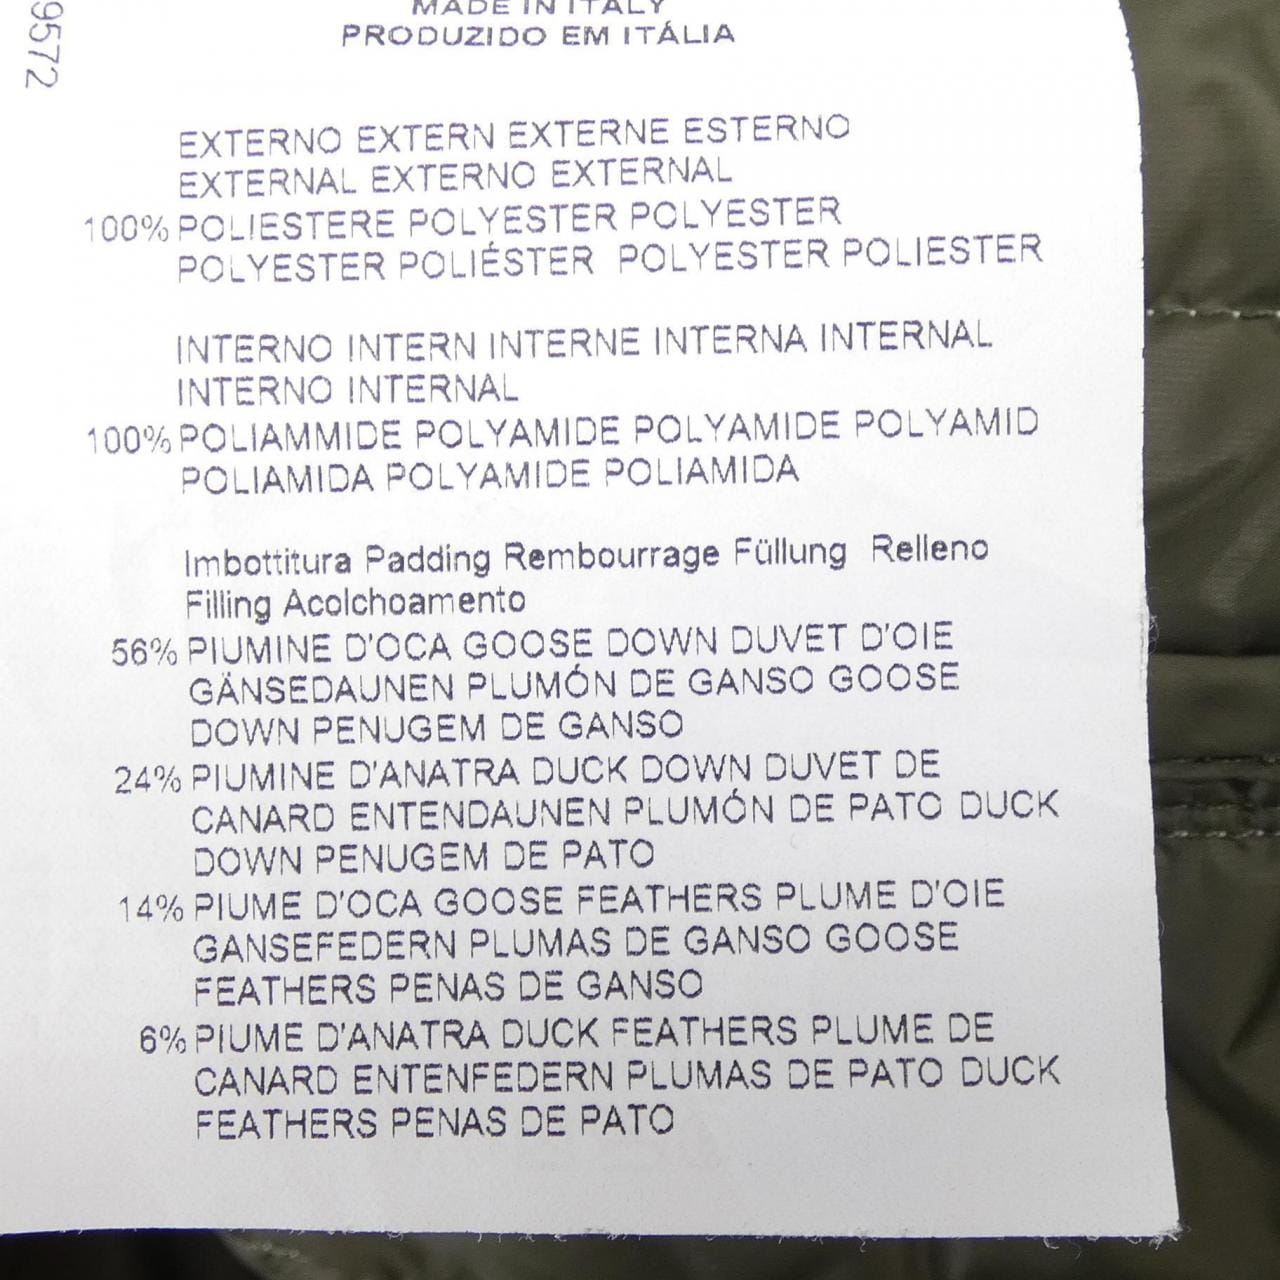 9572
MADE IN ITALY
PRODUZIDO EM ITÁLIA
EXTERNO EXTERN EXTERNE ESTERNO
EXTERNAL EXTERNO EXTERNAL
100% POLIESTERE POLYESTER POLYESTER
POLYESTER POLIÉSTER POLYESTER POLIESTER
INTERNO INTERN INTERNE INTERNA INTERNAL
INTERNO INTERNAL
100% POLIAMMIDE POLYAMIDE POLYAMIDE POLYAMID
POLIAMIDA POLYAMIDE POLIAMIDA
Imbottitura Padding Rembourrage Füllung Relleno
Filling Acolchoamento
56% PIUMINE D'OCA GOOSE DOWN DUVET D'OIE
GÄNSEDAUNEN PLUMÓN DE GANSO GOOSE
DOWN PENUGEM DE GANSO
24% PIUMINE D'ANATRA DUCK DOWN DUVET DE
CANARD ENTENDAUNEN PLUMÓN DE PATO DUCK
DOWN PENUGEM DE PATO
14% PIUME D'OCA GOOSE FEATHERS PLUME D'OIE
GANSEFEDERN PLUMAS DE GANSO GOOSE
FEATHERS PENAS DE GANSO
6% PIUME D'ANATRA DUCK FEATHERS PLUME DE
CANARD ENTENFEDERN PLUMAS DE PATO DUCK
FEATHERS PENAS DE PATO